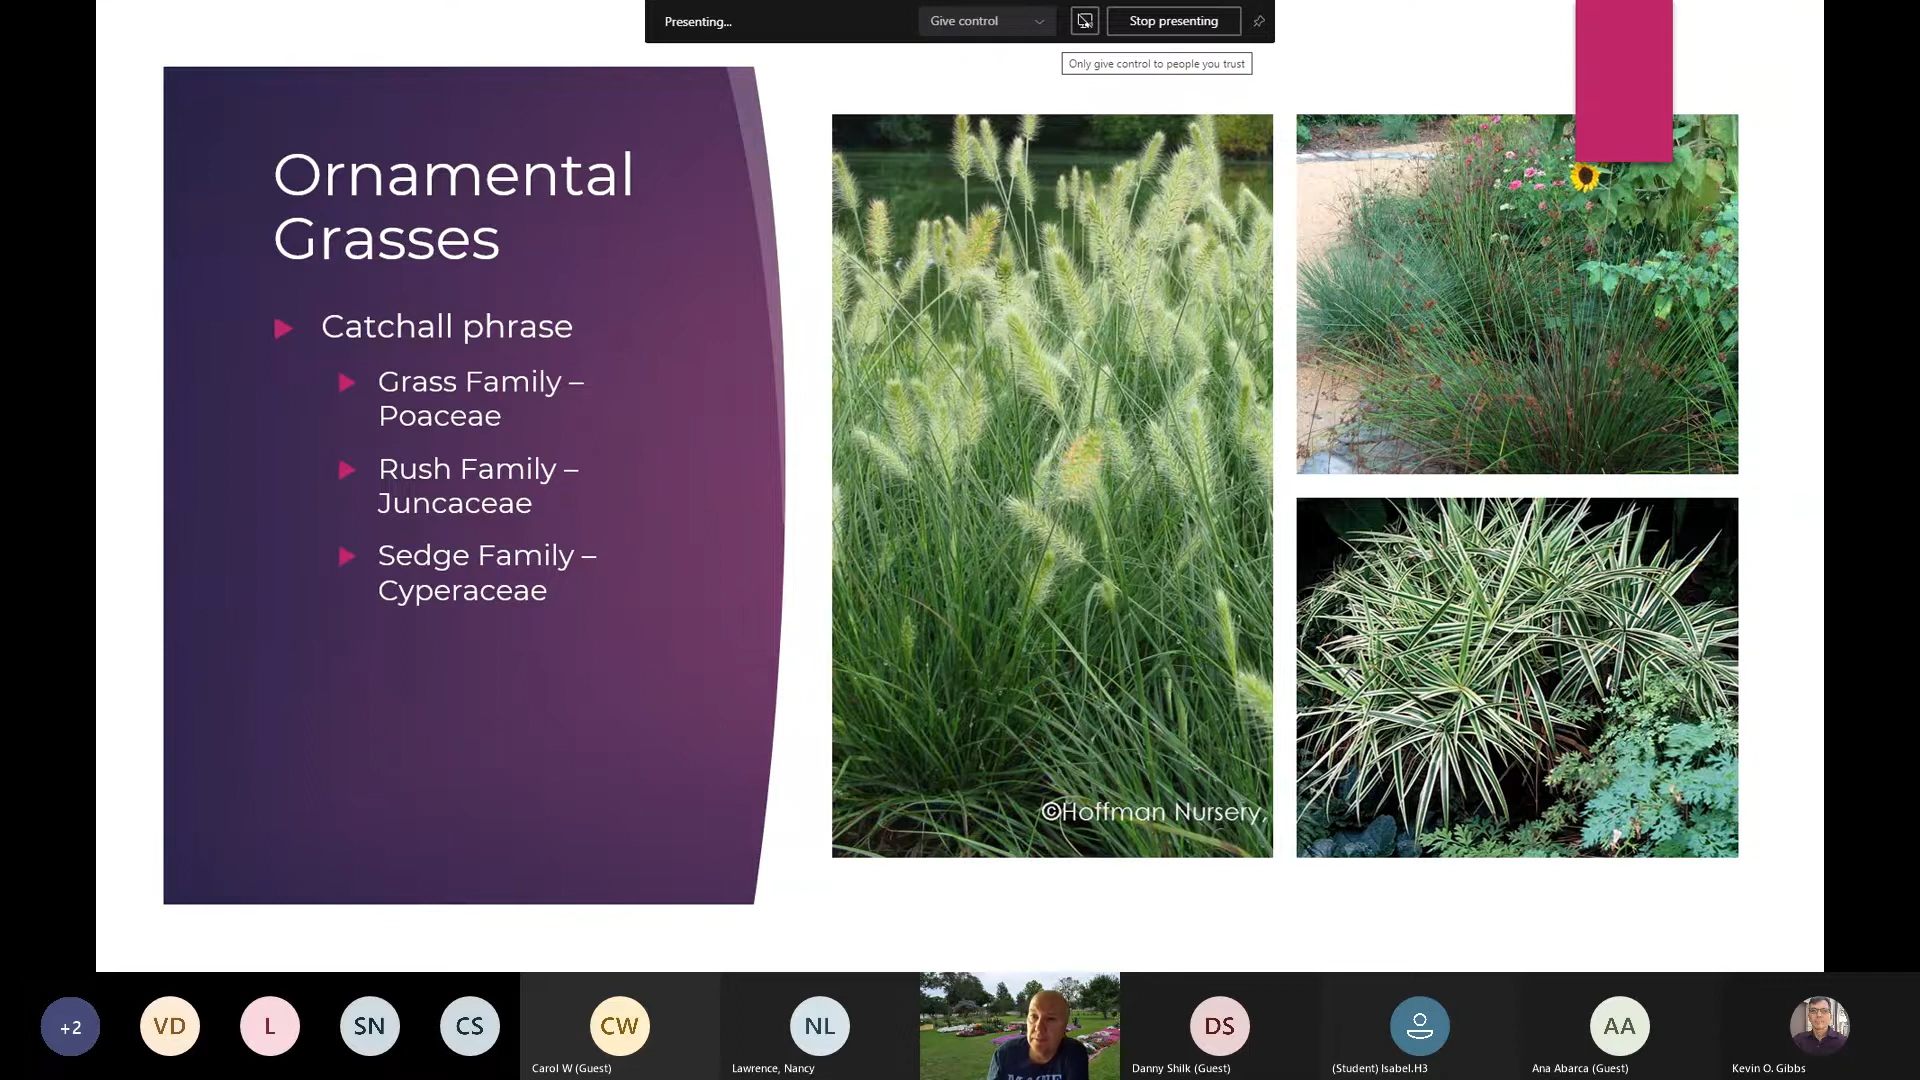 Presenting...
Give control
Stop presenting
Only give control to people you trust
Ornamental
Grasses
Catchall phrase
Grass Family –
Poaceae
Rush Family –
Juncaceae
Sedge Family –
Cyperaceae
©Hoffman Nursery,
+2
VD
L
SN
CS
CW
NL
DS
AA
Carol W (Guest)
Lawrence, Nancy
Danny Shilk (Guest)
(Student) Isabel.H3
Ana Abarca (Guest)
Kevin O. Gibbs